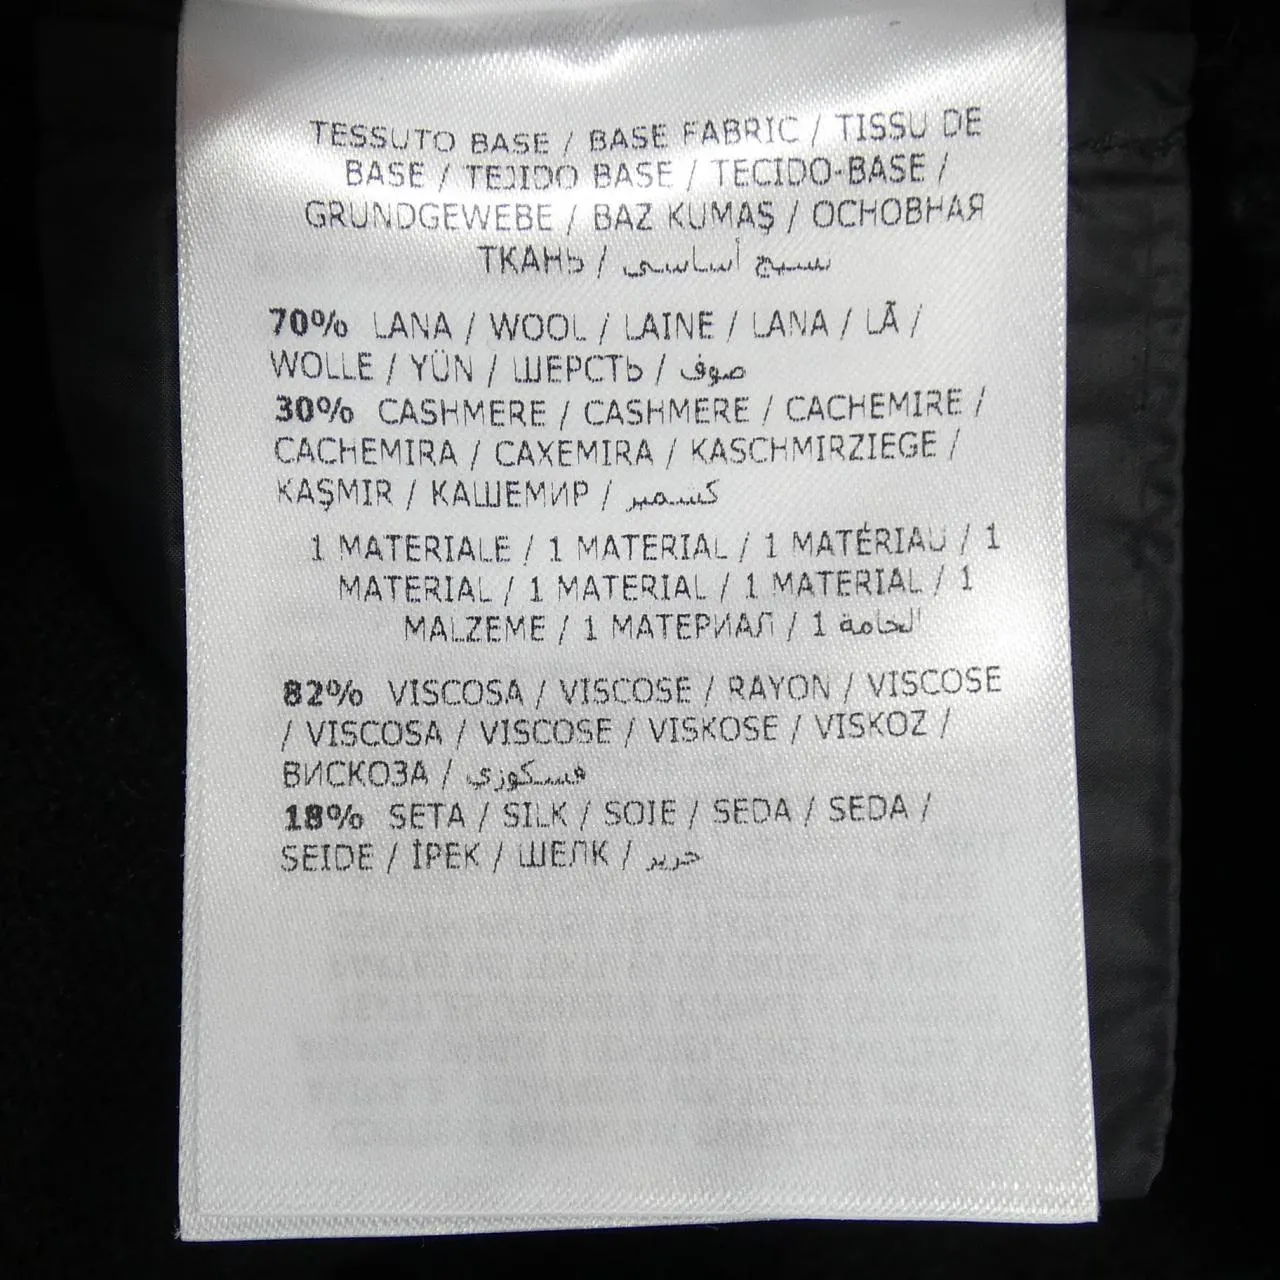 TESSUTO BASE / BASE FABRIC / TISSU DE
BASE / TEJIDO BASE / TECIDO-BASE /
GRUNDGEWEBE / BAZ KUMAŞ / ОСНОВНАЯ
ТКАНЬ / نسيج أساسي
70% LANA / WOOL / LAINE / LANA / LÃ /
WOLLE / YÜN / ШЕРСТЬ / صوف
30% CASHMERE / CASHMERE / CACHEMIRE /
CACHEMIRA / CAXEMIRA / KASCHMIRZIEGE /
KAŞMIR / КАШЕМИР / كشمير
1 MATERIALE / 1 MATERIAL / 1 MATÉRIAU / 1
MATERIAL / 1 MATERIAL / 1 MATERIAL / 1
MALZEME / 1 МАТЕРИАЛ / 1 الخامة
82% VISCOSA / VISCOSE / RAYON / VISCOSE
/ VISCOSA / VISCOSE / VISKOSE / VISKOZ /
ВИСКОЗА / فسكوزي
18% SETA / SILK / SOIE / SEDA / SEDA /
SEIDE / İPEK / ШЕЛК / حرير